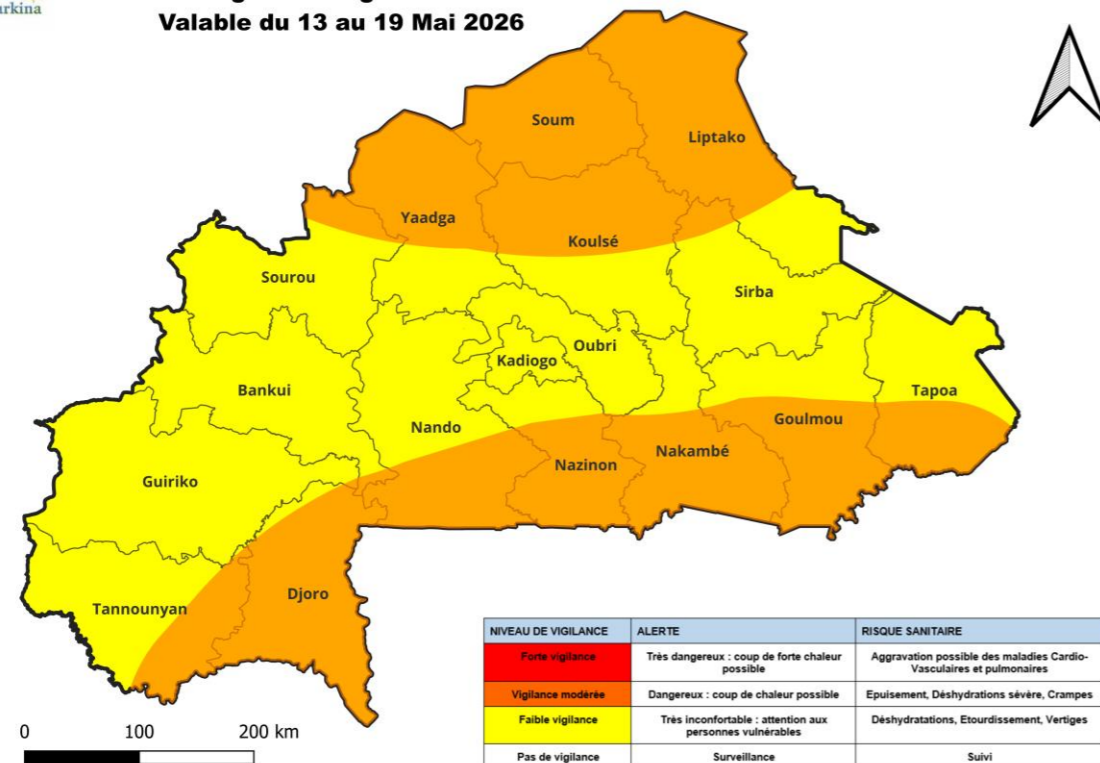 Valable du 13 au 19 Mai 2026
Soum
Liptako
Yaadga
Koulsé
Sourou
Sirba
Oubri
Kadiogo
Bankui
Tapoa
Goulmou
Nando
Nakambé
Nazinon
Guiriko
Djoro
Tannounyan
NIVEAU DE VIGILANCE ALERTE RISQUE SANITAIRE
Forte vigilance Très dangereux : coup de forte chaleur possible Aggravation possible des maladies Cardio-Vasculaires et pulmonaires
Vigilance modérée Dangereux : coup de chaleur possible Epuisement, Déshydrations sévère, Crampes
Faible vigilance Très inconfortable : attention aux personnes vulnérables Déshydratations, Etourdissement, Vertiges
Pas de vigilance Surveillance Suivi
0 100 200 km